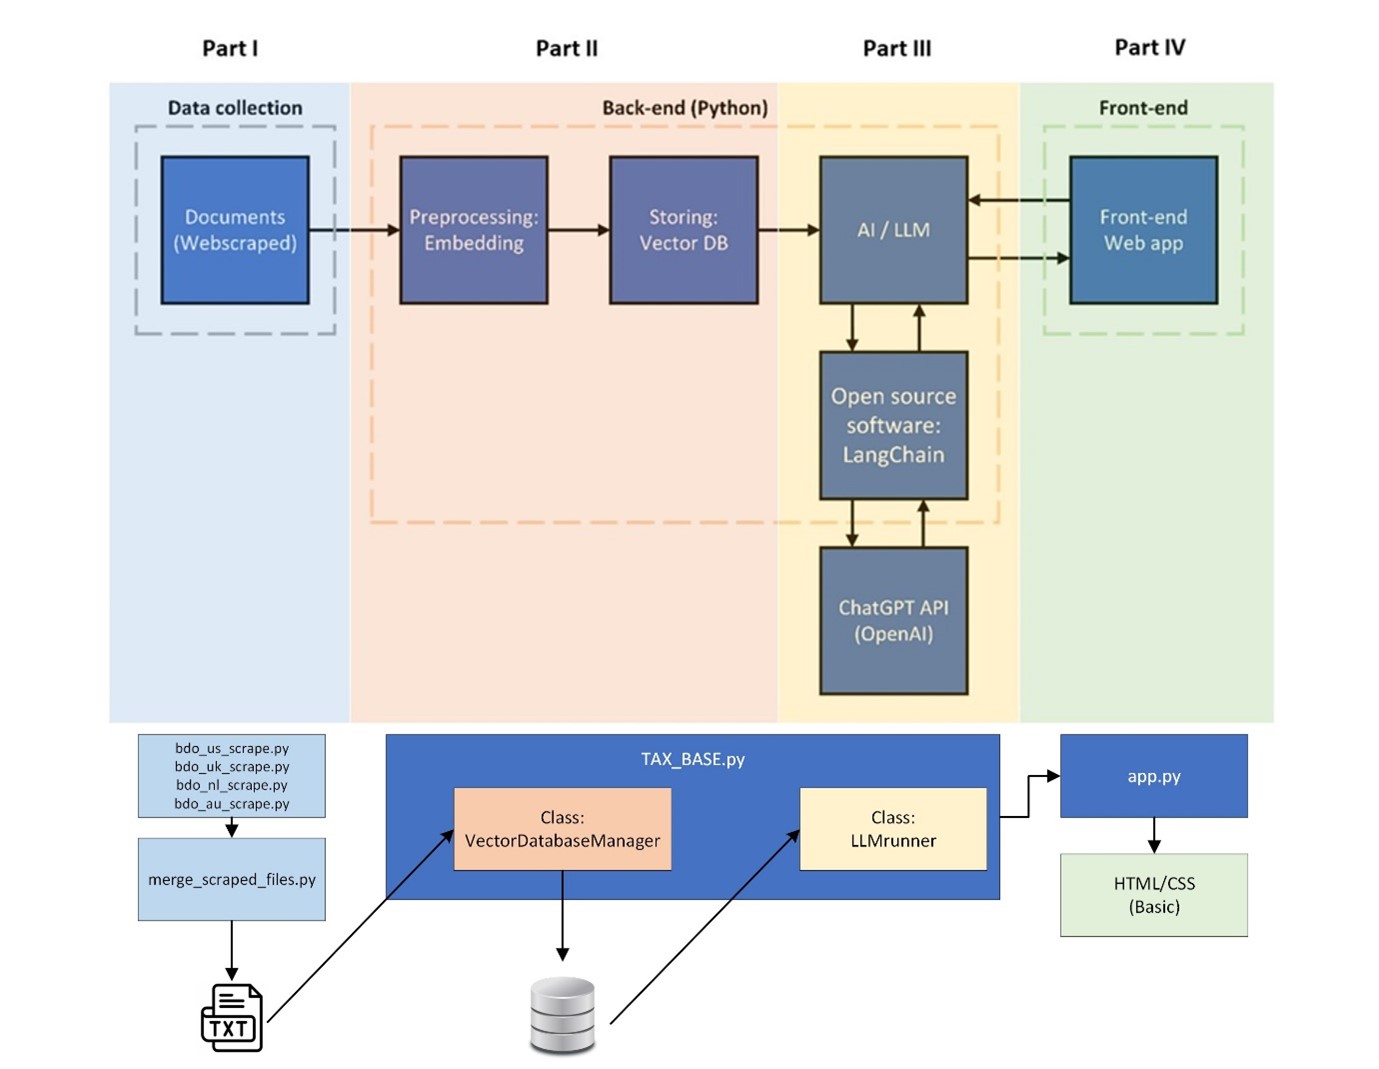 Part I
Part II
Part III
Part IV
Data collection
Back-end (Python)
Front-end
Documents
(Webscraped)
Preprocessing:
Embedding
Storing:
Vector DB
AI / LLM
Front-end
Web app
Open source
software:
LangChain
ChatGPT API
(OpenAI)
bdo_us_scrape.py
bdo_uk_scrape.py
bdo_nl_scrape.py
bdo_au_scrape.py
merge_scraped_files.py
TXT
TAX_BASE.py
Class:
VectorDatabaseManager
Class:
LLMrunner
app.py
HTML/CSS
(Basic)